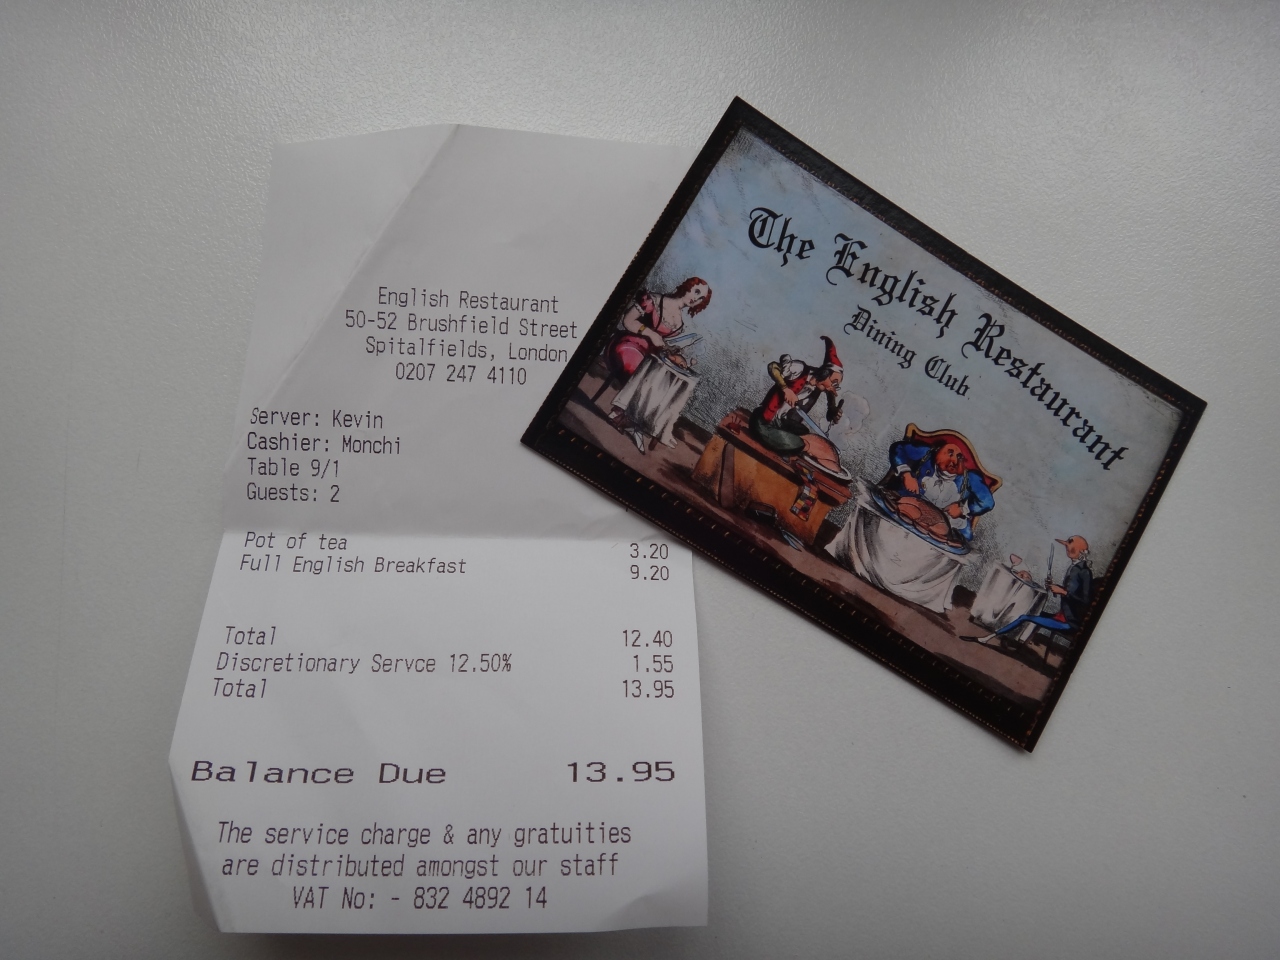 English Restaurant
50-52 Brushfield Street
Spitalfields, London
0207 247 4110
Server: Kevin
Cashier: Monchi
Table 9/1
Guests: 2
Pot of tea 3.20
Full English Breakfast 9.20
Total 12.40
Discretionary Servce 12.50% 1.55
Total 13.95
Balance Due 13.95
The service charge & any gratuities
are distributed amongst our staff
VAT No: - 832 4892 14
The English Restaurant
Dining Club